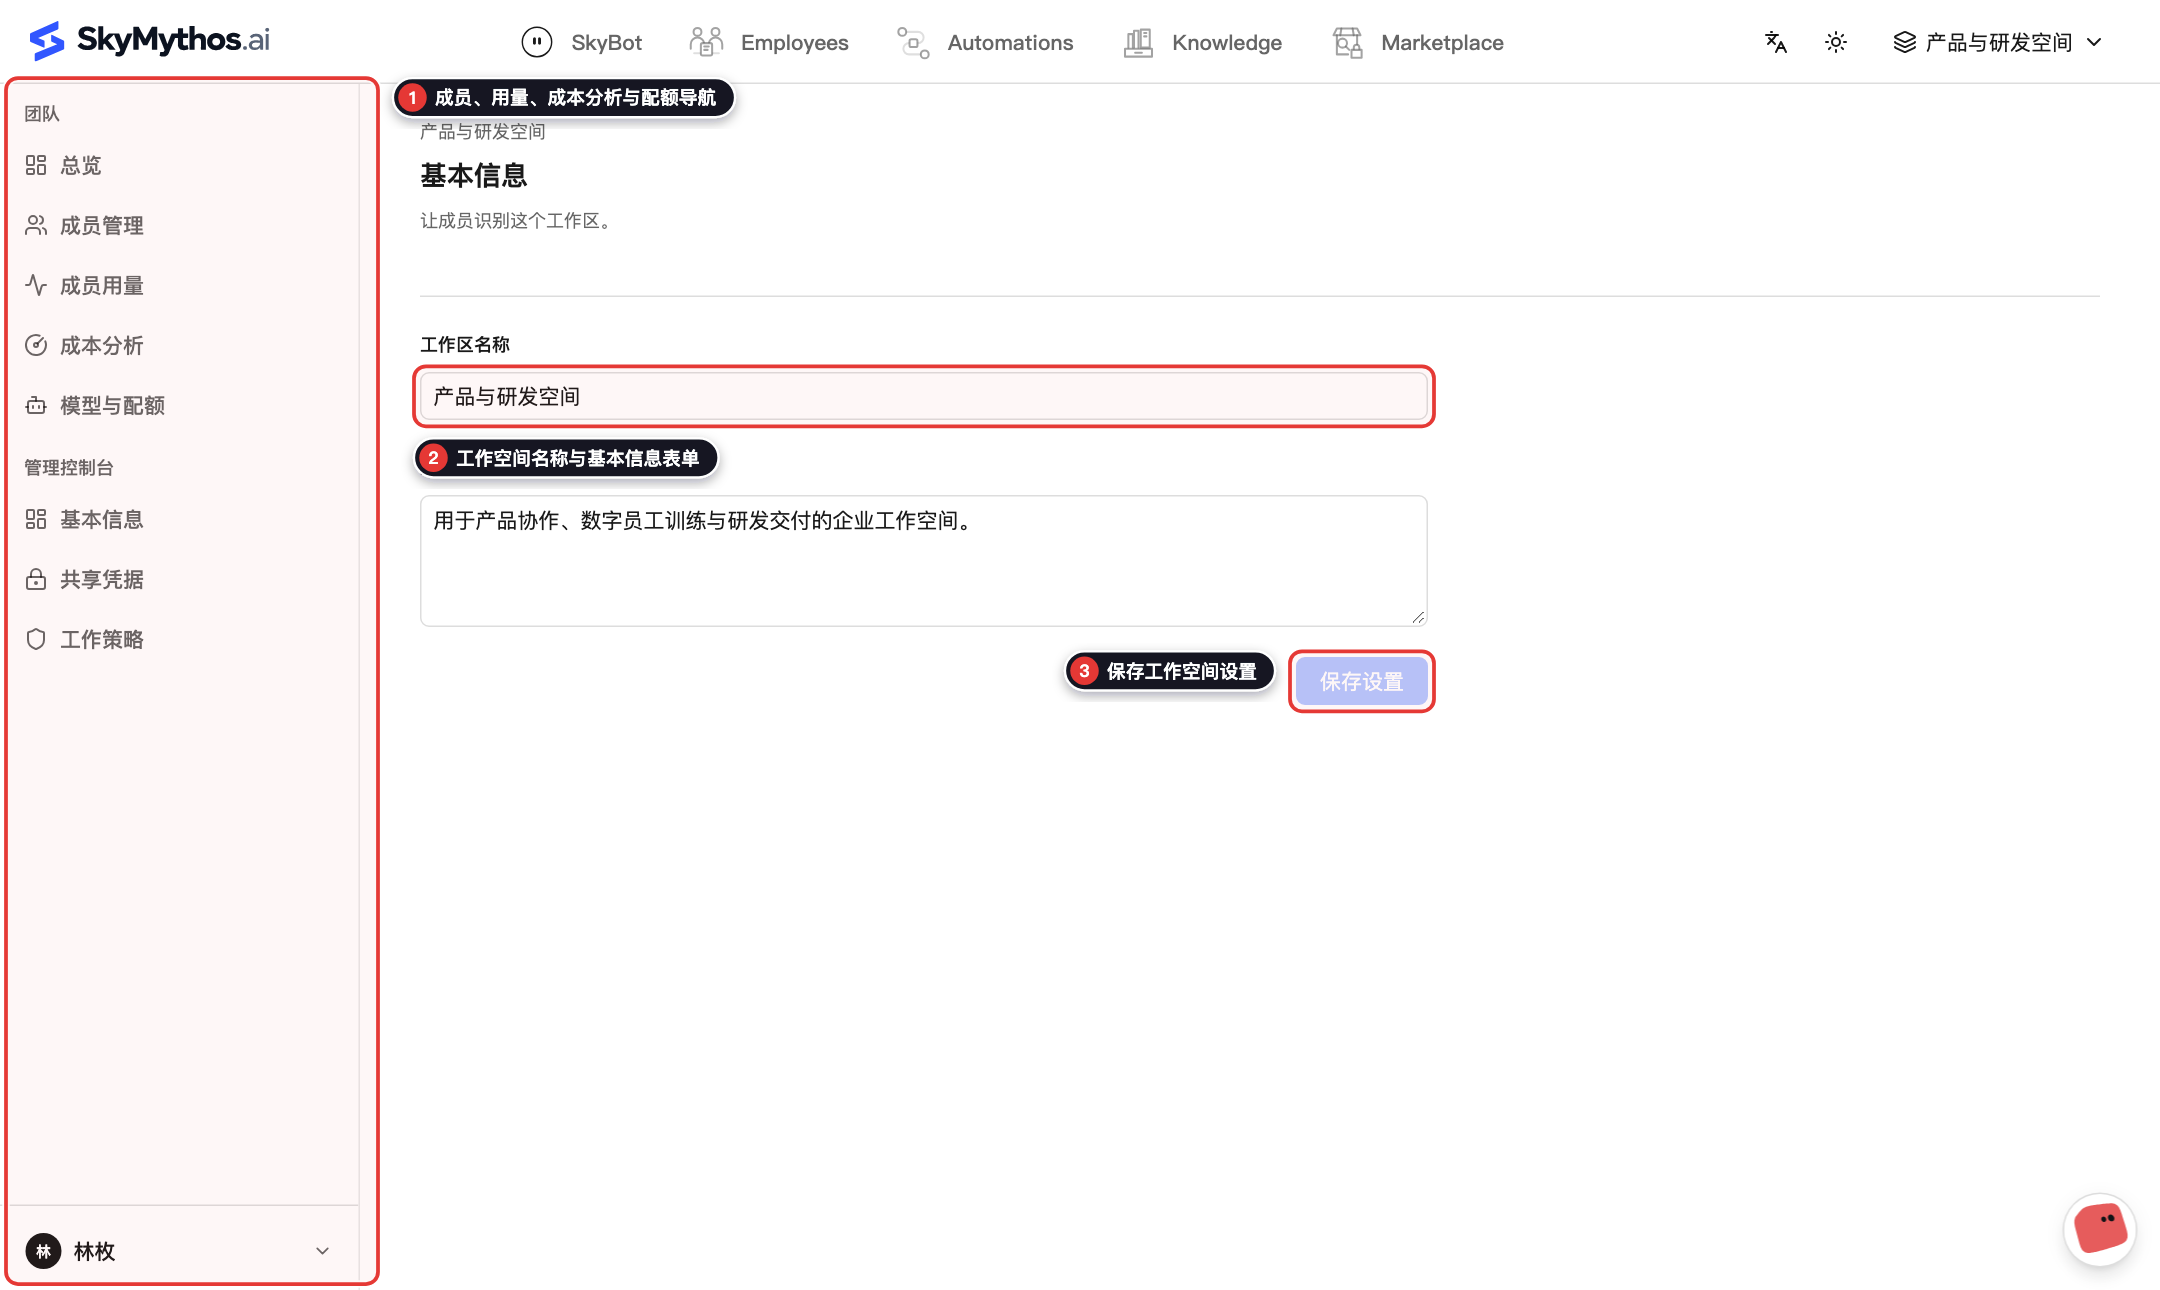 SkyMythos.ai
SkyBot
Employees
Automations
Knowledge
Marketplace
产品与研发空间
团队
总览
成员管理
成员用量
成本分析
模型与配额
管理控制台
基本信息
共享凭据
工作策略
林 林枚
1 成员、用量、成本分析与配额导航
产品与研发空间
基本信息
让成员识别这个工作区。
工作区名称
产品与研发空间
2 工作空间名称与基本信息表单
用于产品协作、数字员工训练与研发交付的企业工作空间。
3 保存工作空间设置
保存设置